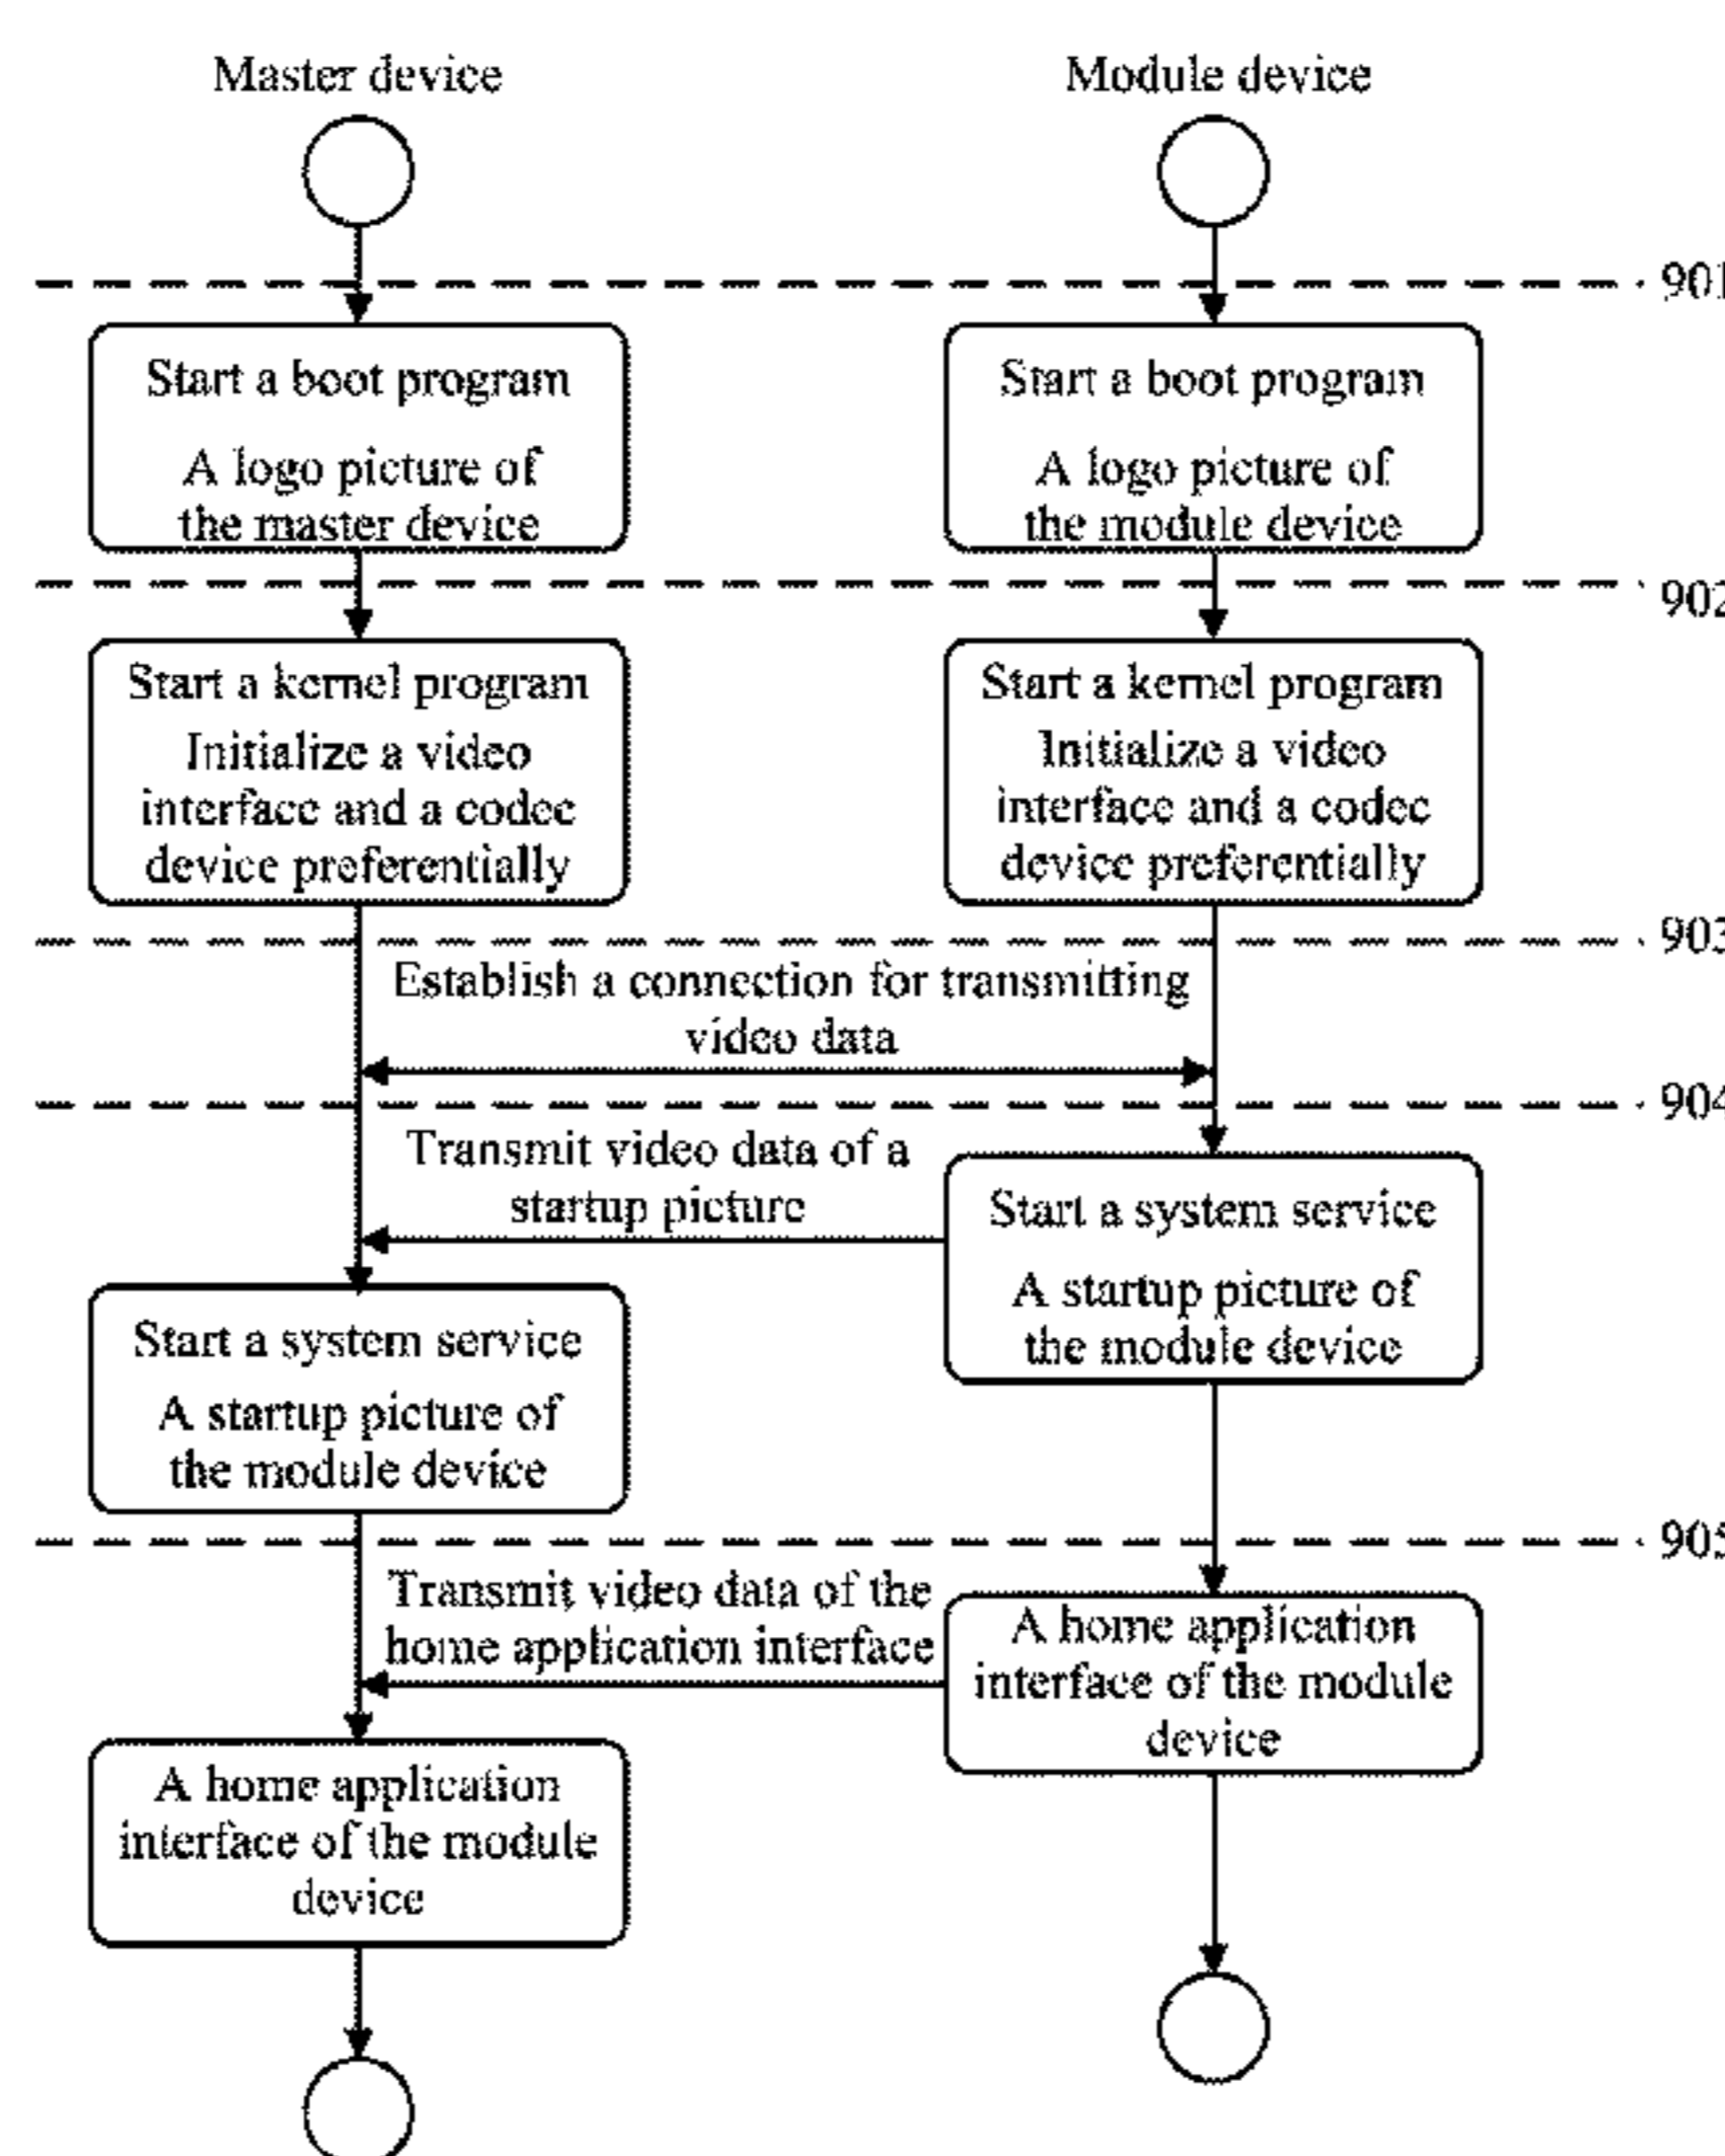 Master device
Module device
901
Start a boot program
A logo picture of
the master device
Start a boot program
A logo picture of
the module device
902
Start a kernel program
Initialize a video
interface and a codec
device preferentially
Start a kernel program
Initialize a video
interface and a codec
device preferentially
903
Establish a connection for transmitting
video data
904
Transmit video data of a
startup picture
Start a system service
A startup picture of
the module device
Start a system service
A startup picture of
the module device
905
Transmit video data of the
home application interface
A home application
interface of the module
device
A home application
interface of the module
device